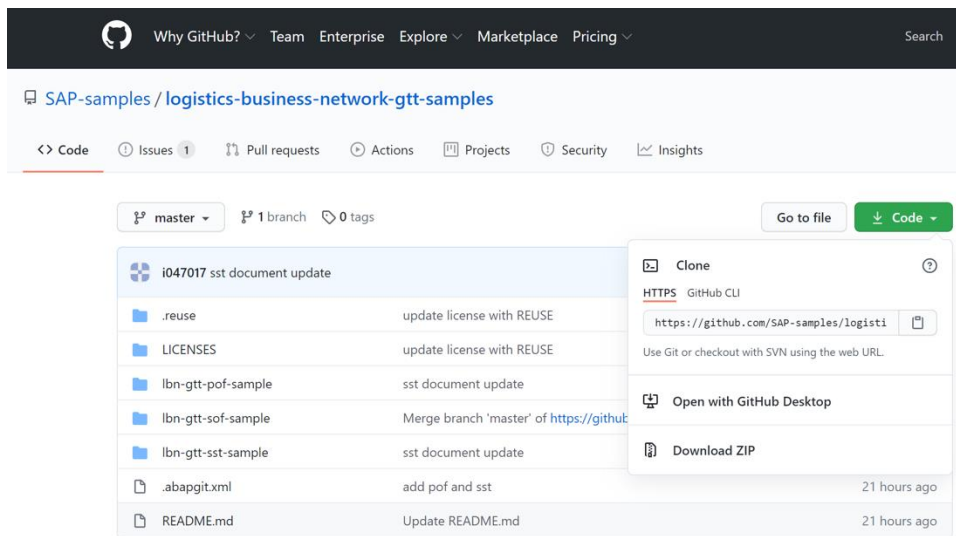 Why GitHub? Team Enterprise Explore Marketplace Pricing Search
SAP-samples / logistics-business-network-gtt-samples
<> Code Issues 1 Pull requests Actions Projects Security Insights
master 1 branch 0 tags Go to file Code
i047017 sst document update
Clone
HTTPS GitHub CLI
https://github.com/SAP-samples/logisti
Use Git or checkout with SVN using the web URL.
Open with GitHub Desktop
Download ZIP
.reuse update license with REUSE
LICENSES update license with REUSE
lbn-gtt-pof-sample sst document update
lbn-gtt-sof-sample Merge branch 'master' of https://github
lbn-gtt-sst-sample sst document update
.abapgit.xml add pof and sst 21 hours ago
README.md Update README.md 21 hours ago